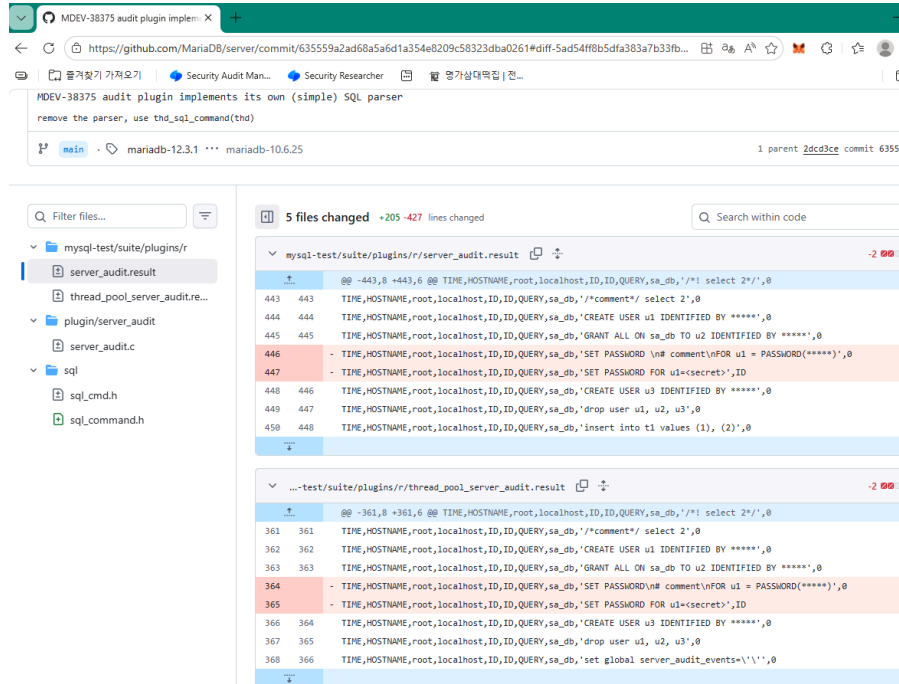 MDEV-38375 audit plugin implem
https://github.com/MariaDB/server/commit/635559a2ad68a5a6d1a354e8209c58323dba0261#diff-5ad54ff8b5dfa383a7b33fb...
즐겨찾기 가져오기 Security Audit Man... Security Researcher 명가삼대떡집 | 전...
MDEV-38375 audit plugin implements its own (simple) SQL parser
remove the parser, use thd_sql_command(thd)
main · mariadb-12.3.1 ··· mariadb-10.6.25 1 parent 2dcd3ce commit 6355
Filter files... 5 files changed +205 -427 lines changed Search within code
mysql-test/suite/plugins/r
server_audit.result
thread_pool_server_audit.re...
plugin/server_audit
server_audit.c
sql
sql_cmd.h
sql_command.h
mysql-test/suite/plugins/r/server_audit.result -2
@@ -443,8 +443,6 @@ TIME,HOSTNAME,root,localhost,ID,ID,QUERY,sa_db,'/*! select 2*/',0
443 443 TIME,HOSTNAME,root,localhost,ID,ID,QUERY,sa_db,'/*comment*/ select 2',0
444 444 TIME,HOSTNAME,root,localhost,ID,ID,QUERY,sa_db,'CREATE USER u1 IDENTIFIED BY *****',0
445 445 TIME,HOSTNAME,root,localhost,ID,ID,QUERY,sa_db,'GRANT ALL ON sa_db TO u2 IDENTIFIED BY *****',0
446 - TIME,HOSTNAME,root,localhost,ID,ID,QUERY,sa_db,'SET PASSWORD \n# comment\nFOR u1 = PASSWORD(*****)',0
447 - TIME,HOSTNAME,root,localhost,ID,ID,QUERY,sa_db,'SET PASSWORD FOR u1=<secret>',ID
448 446 TIME,HOSTNAME,root,localhost,ID,ID,QUERY,sa_db,'CREATE USER u3 IDENTIFIED BY *****',0
449 447 TIME,HOSTNAME,root,localhost,ID,ID,QUERY,sa_db,'drop user u1, u2, u3',0
450 448 TIME,HOSTNAME,root,localhost,ID,ID,QUERY,sa_db,'insert into t1 values (1), (2)',0
...-test/suite/plugins/r/thread_pool_server_audit.result -2
@@ -361,8 +361,6 @@ TIME,HOSTNAME,root,localhost,ID,ID,QUERY,sa_db,'/*! select 2*/',0
361 361 TIME,HOSTNAME,root,localhost,ID,ID,QUERY,sa_db,'/*comment*/ select 2',0
362 362 TIME,HOSTNAME,root,localhost,ID,ID,QUERY,sa_db,'CREATE USER u1 IDENTIFIED BY *****',0
363 363 TIME,HOSTNAME,root,localhost,ID,ID,QUERY,sa_db,'GRANT ALL ON sa_db TO u2 IDENTIFIED BY *****',0
364 - TIME,HOSTNAME,root,localhost,ID,ID,QUERY,sa_db,'SET PASSWORD\n# comment\nFOR u1 = PASSWORD(*****)',0
365 - TIME,HOSTNAME,root,localhost,ID,ID,QUERY,sa_db,'SET PASSWORD FOR u1=<secret>',ID
366 364 TIME,HOSTNAME,root,localhost,ID,ID,QUERY,sa_db,'CREATE USER u3 IDENTIFIED BY *****',0
367 365 TIME,HOSTNAME,root,localhost,ID,ID,QUERY,sa_db,'drop user u1, u2, u3',0
368 366 TIME,HOSTNAME,root,localhost,ID,ID,QUERY,sa_db,'set global server_audit_events=\'\'',0